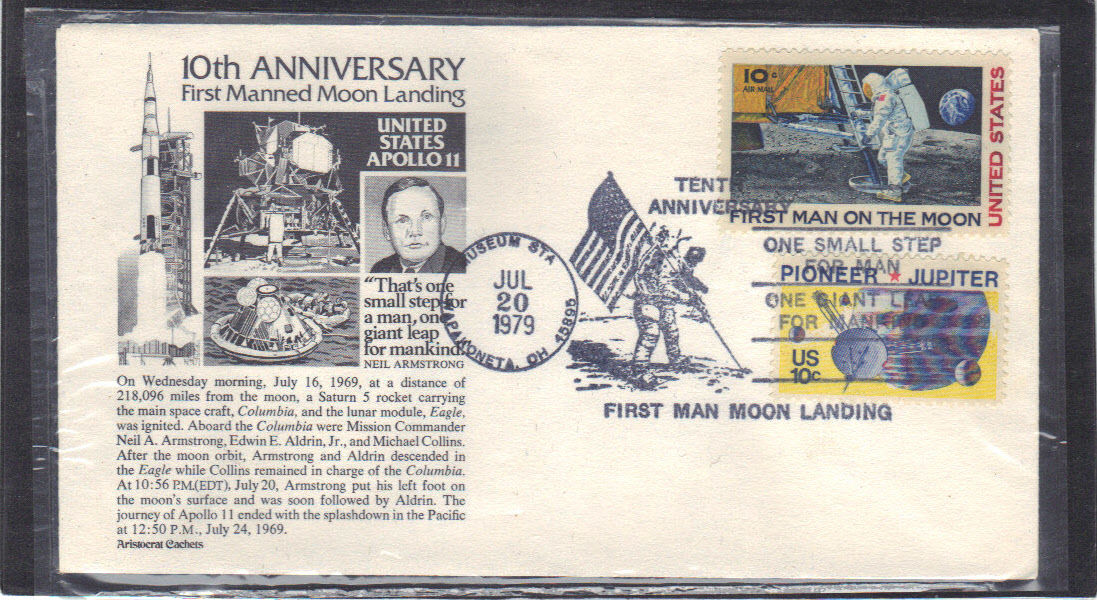 10th ANNIVERSARY
First Manned Moon Landing
UNITED
STATES
APOLLO 11
"That's one
small step for
a man, one
giant leap
for mankind."
NEIL ARMSTRONG
On Wednesday morning, July 16, 1969, at a distance of
218,096 miles from the moon, a Saturn 5 rocket carrying
the main space craft, Columbia, and the lunar module, Eagle,
was ignited. Aboard the Columbia were Mission Commander
Neil A. Armstrong, Edwin E. Aldrin, Jr., and Michael Collins.
After the moon orbit, Armstrong and Aldrin descended in
the Eagle while Collins remained in charge of the Columbia.
At 10:56 P.M.(EDT), July 20, Armstrong put his left foot on
the moon's surface and was soon followed by Aldrin. The
journey of Apollo 11 ended with the splashdown in the Pacific
at 12:50 P.M., July 24, 1969.
Aristocrat Cachets
MUSEUM STA
JUL
20
1979
WAPAKONETA, OH 45895
TENTH
ANNIVERSARY
ONE SMALL STEP
FOR MAN
ONE GIANT LEAP
FOR MANKIND
FIRST MAN MOON LANDING
10c
AIR MAIL
UNITED STATES
FIRST MAN ON THE MOON
PIONEER ★ JUPITER
US
10c